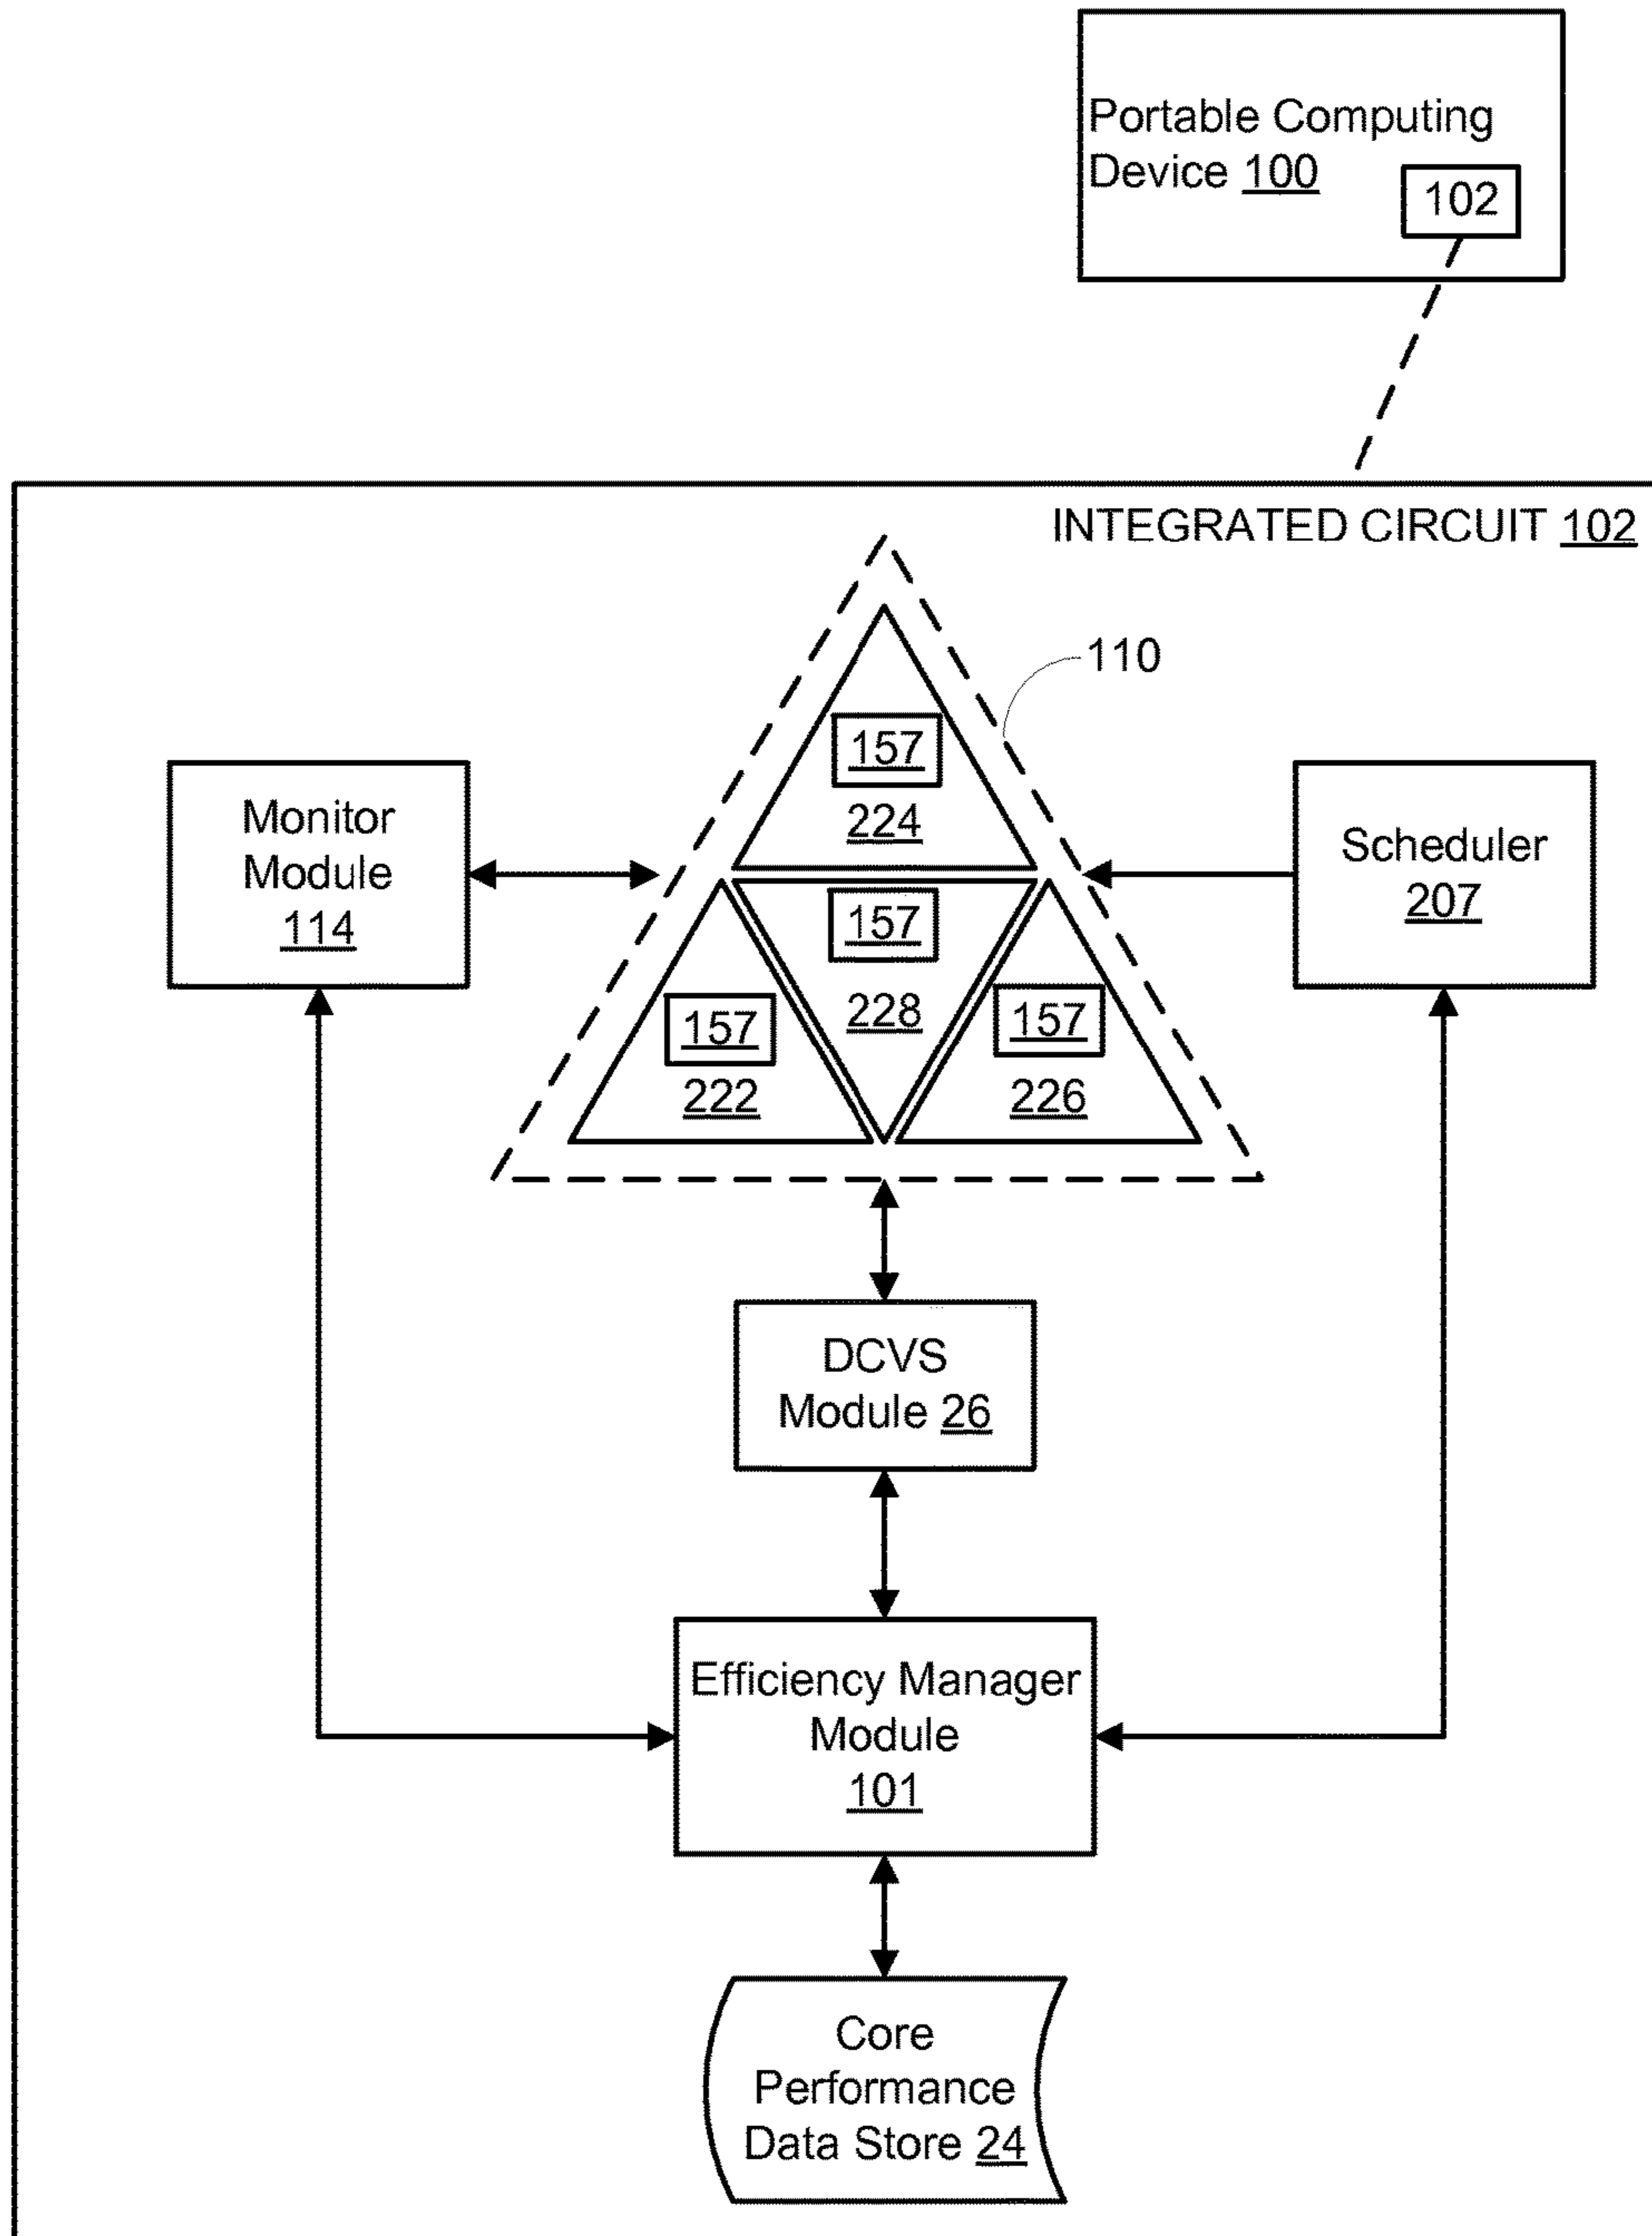 Portable Computing
Device 100
102
INTEGRATED CIRCUIT 102
110
157
224
Monitor
Module
114
Scheduler
207
157
228
157
222
157
226
DCVS
Module 26
Efficiency Manager
Module
101
Core
Performance
Data Store 24